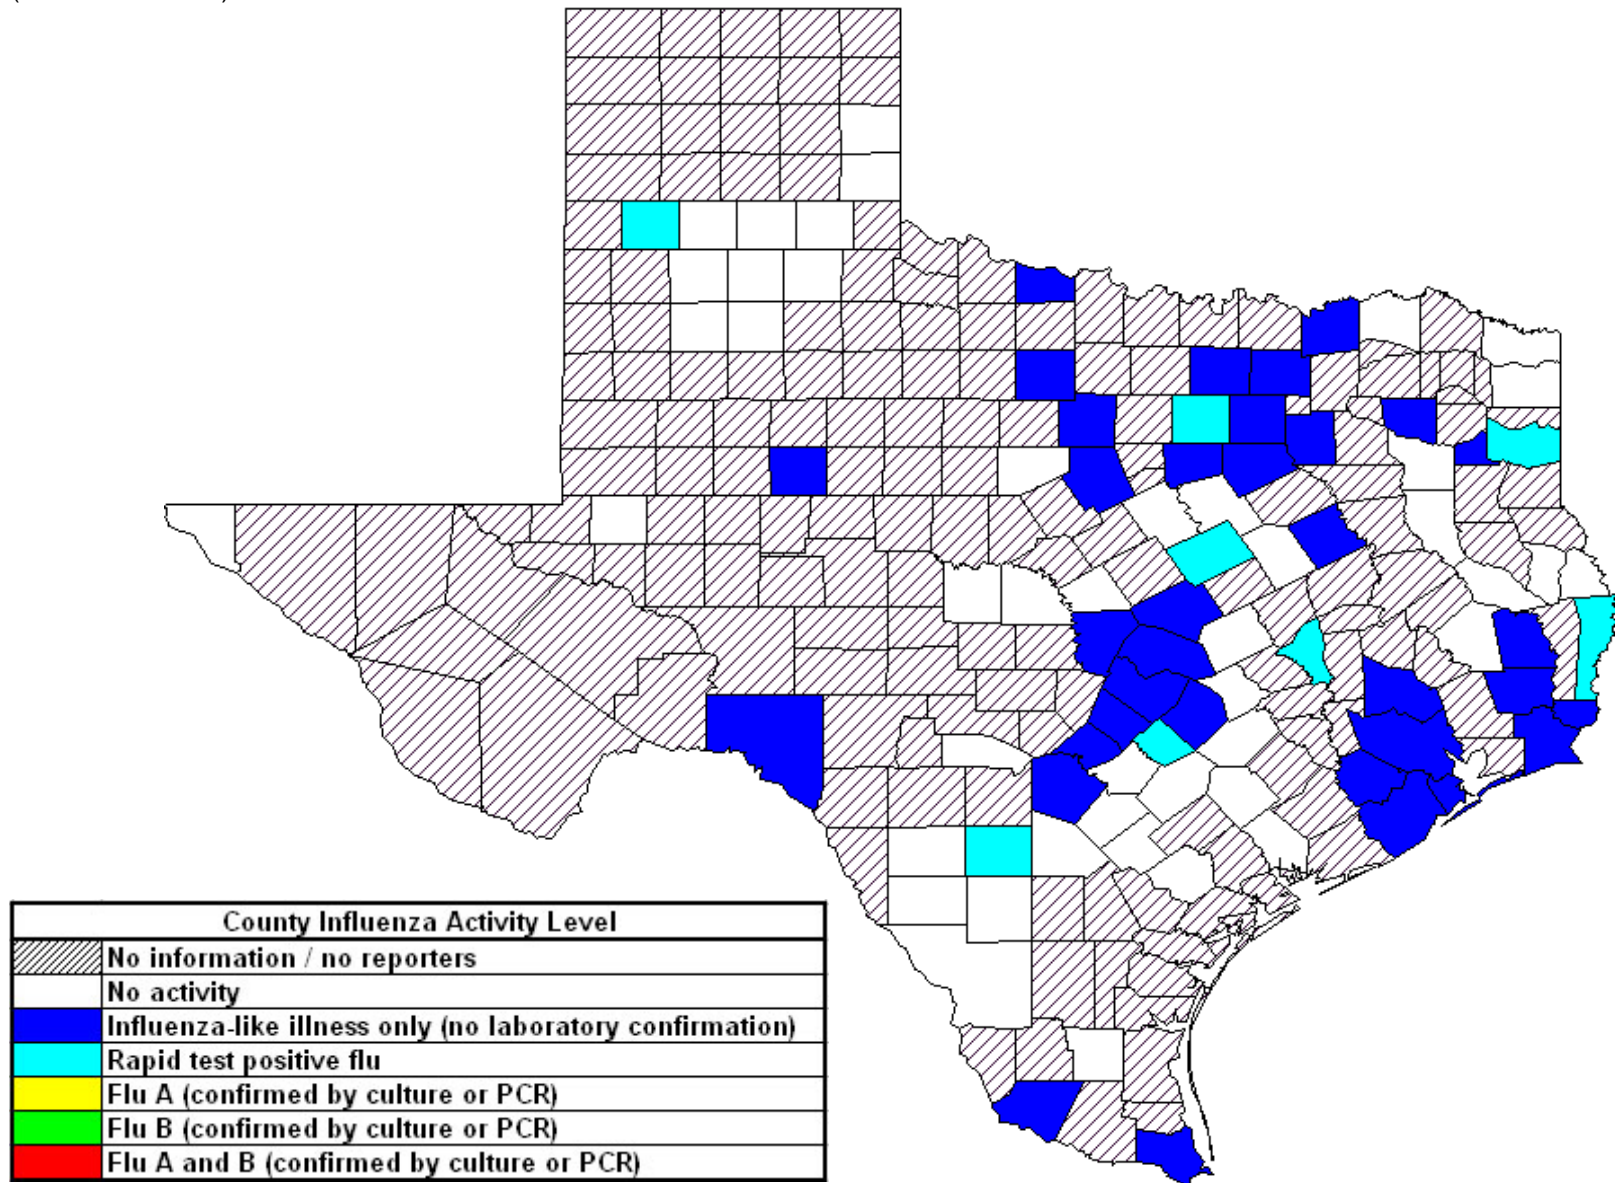 County Influenza Activity Level
No information / no reporters
No activity
Influenza-like illness only (no laboratory confirmation)
Rapid test positive flu
Flu A (confirmed by culture or PCR)
Flu B (confirmed by culture or PCR)
Flu A and B (confirmed by culture or PCR)